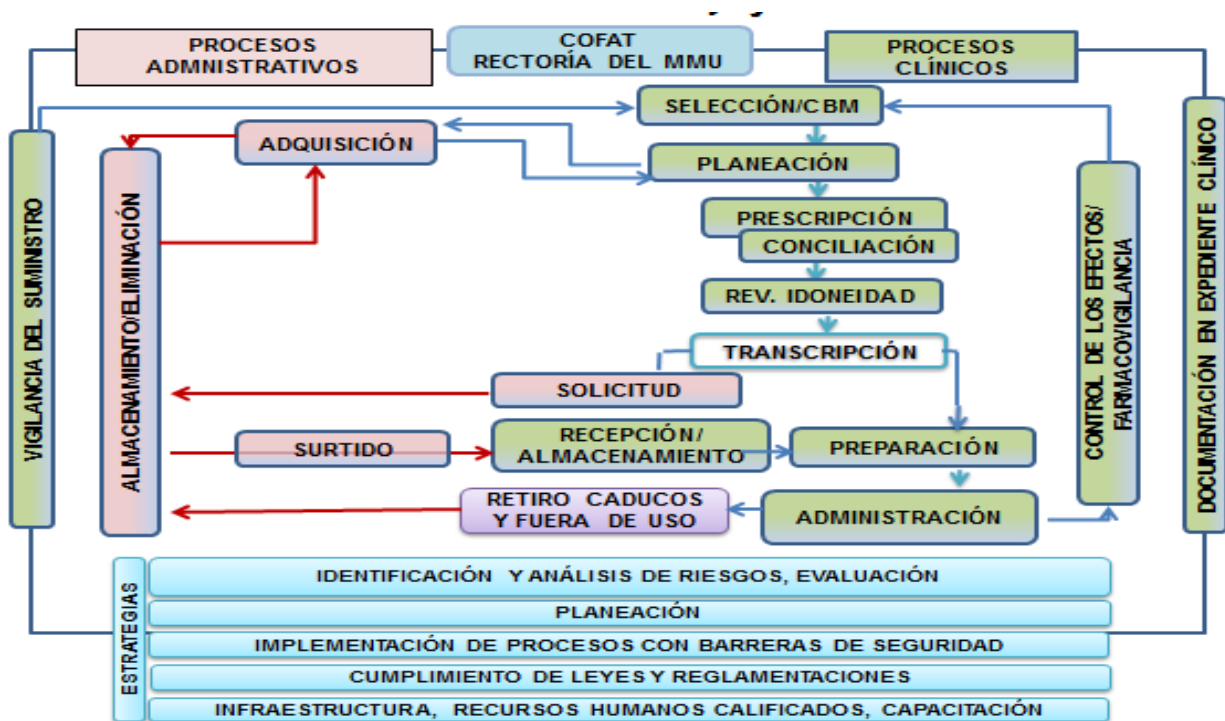 PROCESOS
ADMNISTRATIVOS
COFAT
RECTORÍA DEL MMU
PROCESOS
CLÍNICOS
SELECCIÓN/CBM
ADQUISICIÓN
PLANEACIÓN
PRESCRIPCIÓN
CONCILIACIÓN
REV. IDONEIDAD
TRANSCRIPCIÓN
SOLICITUD
SURTIDO
RECEPCIÓN/
ALMACENAMIENTO
PREPARACIÓN
RETIRO CADUCOS
Y FUERA DE USO
ADMINISTRACIÓN
VIGILANCIA DEL SUMINISTRO
ALMACENAMIENTO/ELIMINACIÓN
CONTROL DE LOS EFECTOS/
FARMACOVIGILANCIA
DOCUMENTACIÓN EN EXPEDIENTE CLÍNICO
ESTRATEGIAS
IDENTIFICACIÓN Y ANÁLISIS DE RIESGOS, EVALUACIÓN
PLANEACIÓN
IMPLEMENTACIÓN DE PROCESOS CON BARRERAS DE SEGURIDAD
CUMPLIMIENTO DE LEYES Y REGLAMENTACIONES
INFRAESTRUCTURA, RECURSOS HUMANOS CALIFICADOS, CAPACITACIÓN